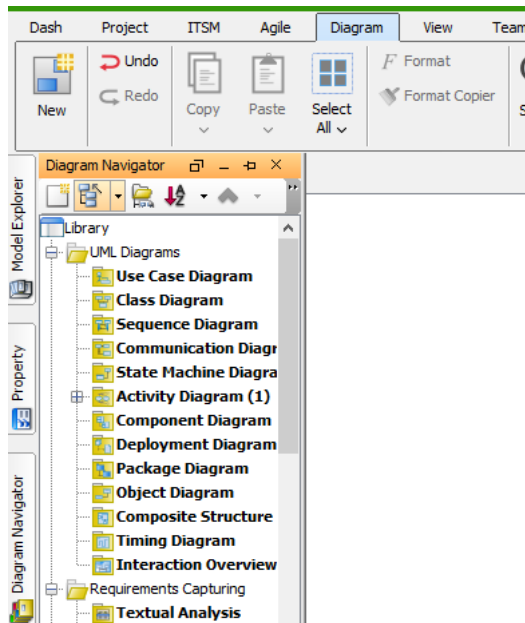 Dash Project ITSM Agile Diagram View Team
New
Undo
Redo
Copy
Paste
Select
All
F Format
Format Copier
Diagram Navigator
Model Explorer
Property
Diagram Navigator
Library
UML Diagrams
Use Case Diagram
Class Diagram
Sequence Diagram
Communication Diagr
State Machine Diagra
Activity Diagram (1)
Component Diagram
Deployment Diagram
Package Diagram
Object Diagram
Composite Structure
Timing Diagram
Interaction Overview
Requirements Capturing
Textual Analysis